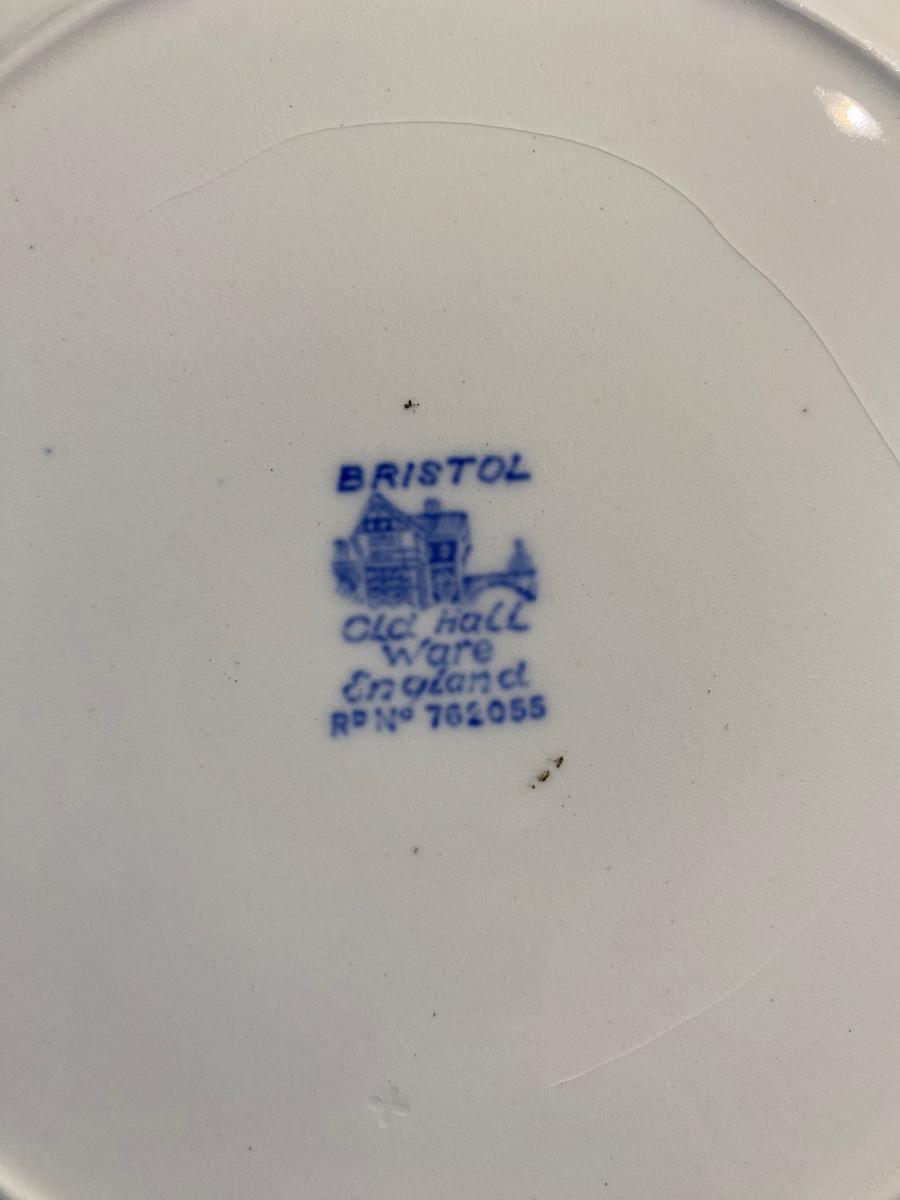 BRISTOL
Old Hall
Ware
England
Rᴰ Nº 762055